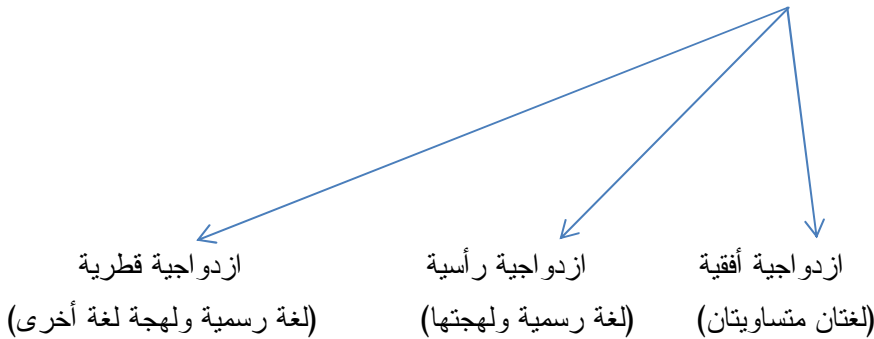 ازدواجية أفقية ازدواجية رأسية ازدواجية قطرية
(لغتان متساويتان) (لغة رسمية ولهجتها) (لغة رسمية ولهجة لغة أخرى)